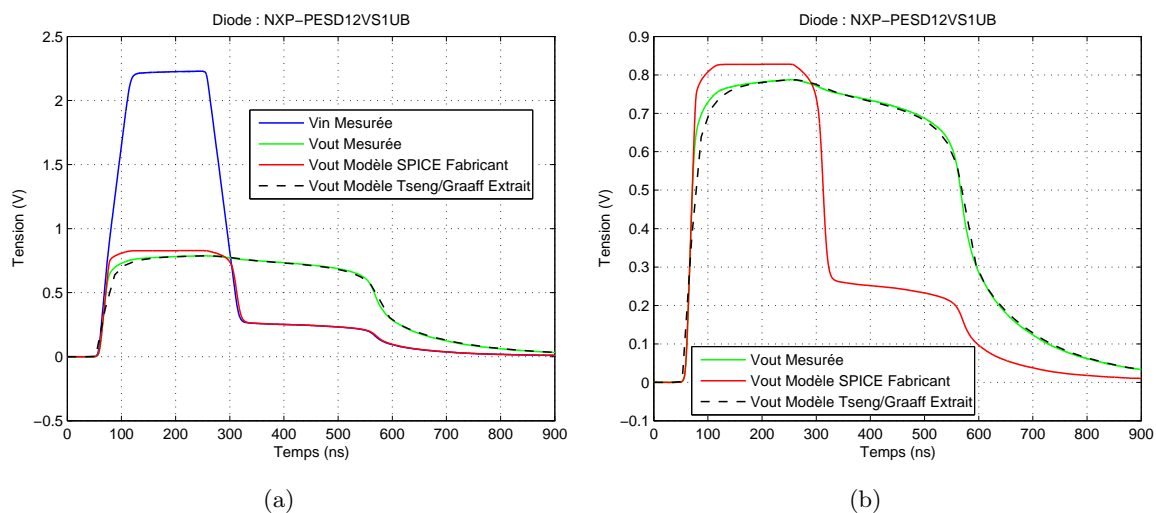 Diode : NXP−PESD12VS1UB
2.5
2
1.5
1
0.5
0
−0.5
Tension (V)
Vin Mesurée
Vout Mesurée
Vout Modèle SPICE Fabricant
Vout Modèle Tseng/Graaff Extrait
0 100 200 300 400 500 600 700 800 900
Temps (ns)
(a)
Diode : NXP−PESD12VS1UB
0.9
0.8
0.7
0.6
0.5
0.4
0.3
0.2
0.1
0
−0.1
Tension (V)
Vout Mesurée
Vout Modèle SPICE Fabricant
Vout Modèle Tseng/Graaff Extrait
0 100 200 300 400 500 600 700 800 900
Temps (ns)
(b)